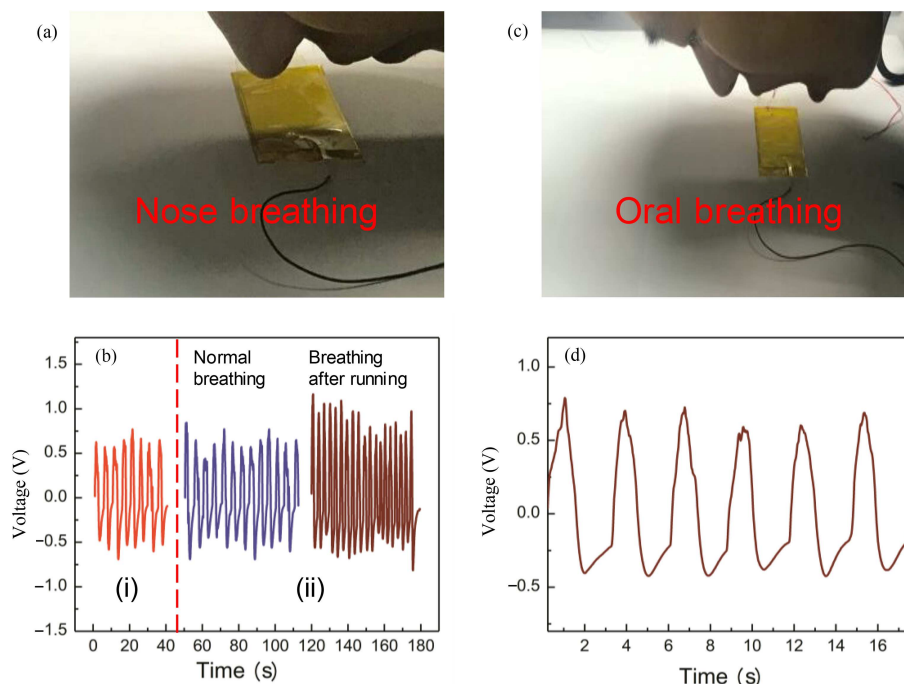 (a)
Nose breathing
(c)
Oral breathing
(b)
Normal
breathing
Breathing
after running
1.5
1.0
0.5
0.0
−0.5
−1.0
−1.5
Voltage (V)
(i)
(ii)
0 20 40 60 80 100 120 140 160 180
Time (s)
(d)
1.0
0.5
0.0
−0.5
Voltage (V)
2 4 6 8 10 12 14 16
Time (s)